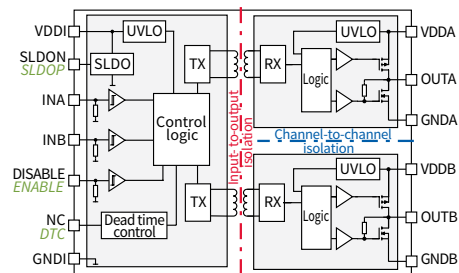 VDDI
UVLO
SLDON
SLDOP
SLDO
INA
INB
DISABLE
ENABLE
NC
DTC
GNDI
Control
logic
Dead time
control
TX
TX
Input-to-output
isolation
RX
UVLO
Logic
VDDA
OUTA
GNDA
Channel-to-channel
isolation
RX
UVLO
Logic
VDDB
OUTB
GNDB